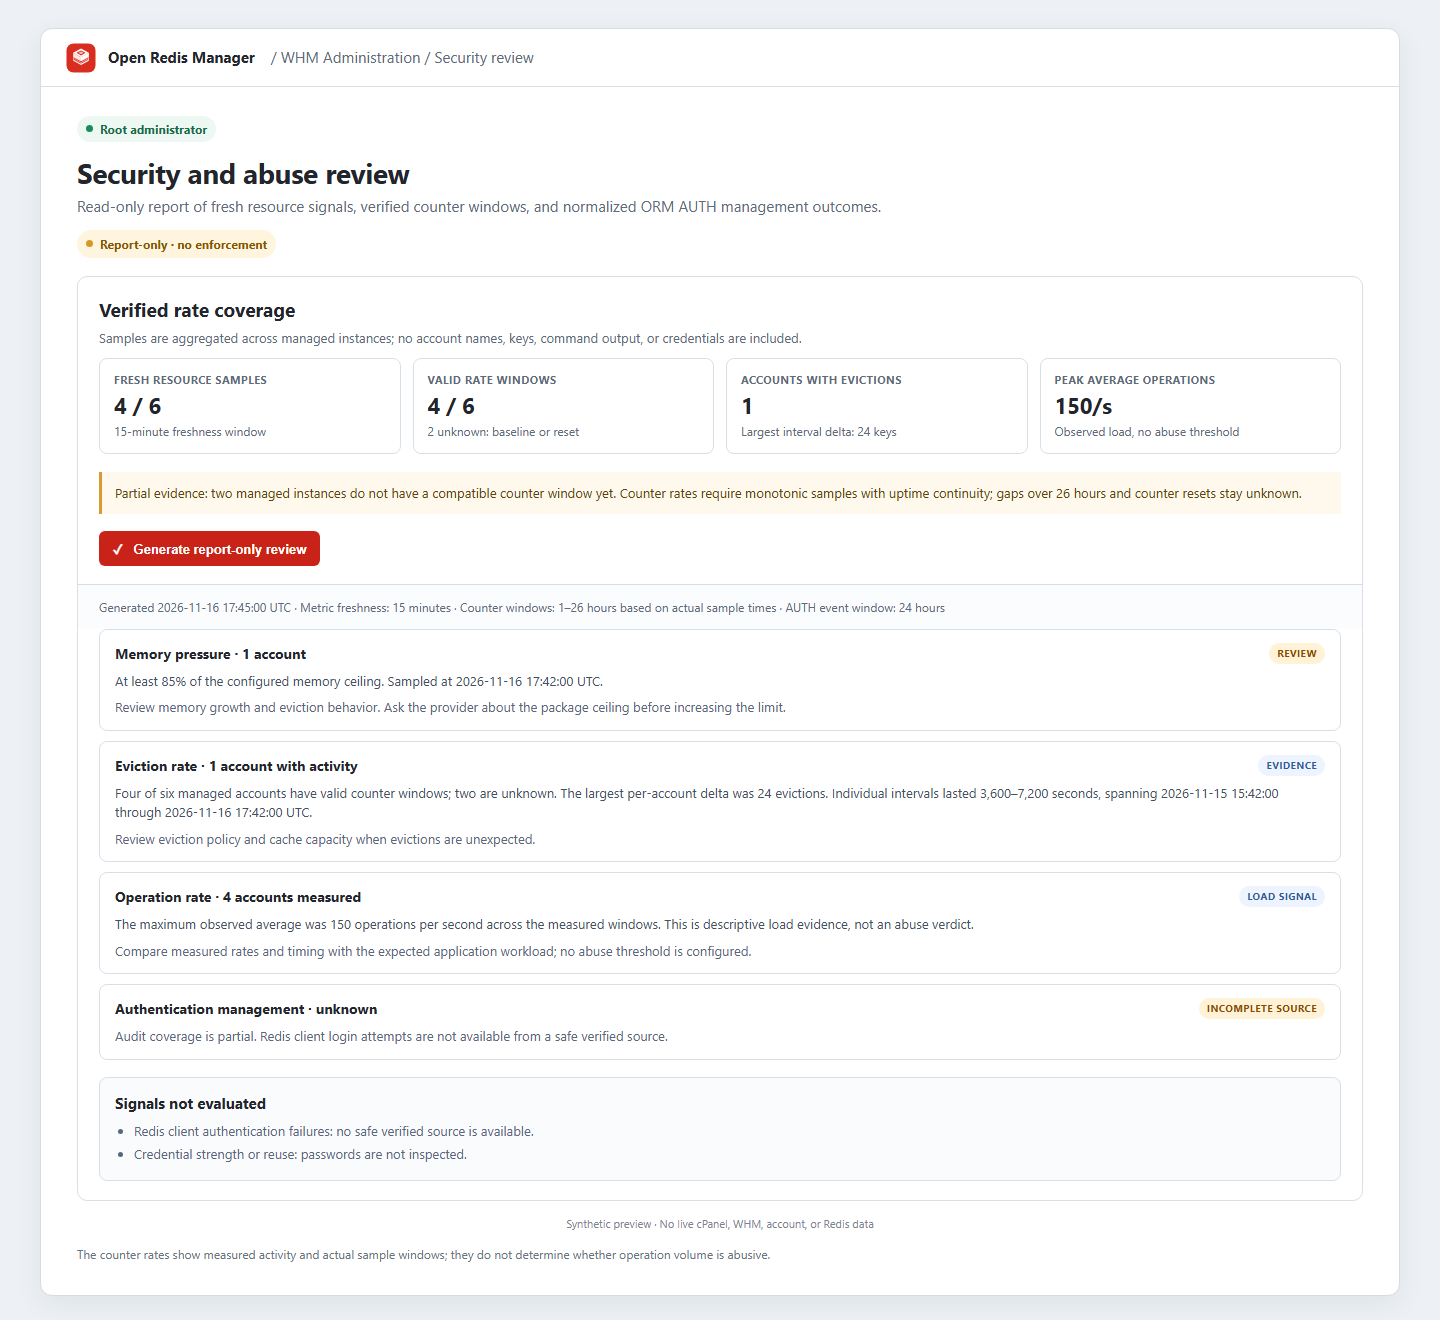 Open Redis Manager / WHM Administration / Security review
Root administrator
Security and abuse review
Read-only report of fresh resource signals, verified counter windows, and normalized ORM AUTH management outcomes.
Report-only · no enforcement
Verified rate coverage
Samples are aggregated across managed instances; no account names, keys, command output, or credentials are included.
FRESH RESOURCE SAMPLES
4 / 6
15-minute freshness window
VALID RATE WINDOWS
4 / 6
2 unknown: baseline or reset
ACCOUNTS WITH EVICTIONS
1
Largest interval delta: 24 keys
PEAK AVERAGE OPERATIONS
150/s
Observed load, no abuse threshold
Partial evidence: two managed instances do not have a compatible counter window yet. Counter rates require monotonic samples with uptime continuity; gaps over 26 hours and counter resets stay unknown.
✓ Generate report-only review
Generated 2026-11-16 17:45:00 UTC · Metric freshness: 15 minutes · Counter windows: 1–26 hours based on actual sample times · AUTH event window: 24 hours
Memory pressure · 1 account
REVIEW
At least 85% of the configured memory ceiling. Sampled at 2026-11-16 17:42:00 UTC.
Review memory growth and eviction behavior. Ask the provider about the package ceiling before increasing the limit.
Eviction rate · 1 account with activity
EVIDENCE
Four of six managed accounts have valid counter windows; two are unknown. The largest per-account delta was 24 evictions. Individual intervals lasted 3,600–7,200 seconds, spanning 2026-11-15 15:42:00
through 2026-11-16 17:42:00 UTC.
Review eviction policy and cache capacity when evictions are unexpected.
Operation rate · 4 accounts measured
LOAD SIGNAL
The maximum observed average was 150 operations per second across the measured windows. This is descriptive load evidence, not an abuse verdict.
Compare measured rates and timing with the expected application workload; no abuse threshold is configured.
Authentication management · unknown
INCOMPLETE SOURCE
Audit coverage is partial. Redis client login attempts are not available from a safe verified source.
Signals not evaluated
• Redis client authentication failures: no safe verified source is available.
• Credential strength or reuse: passwords are not inspected.
Synthetic preview · No live cPanel, WHM, account, or Redis data
The counter rates show measured activity and actual sample windows; they do not determine whether operation volume is abusive.